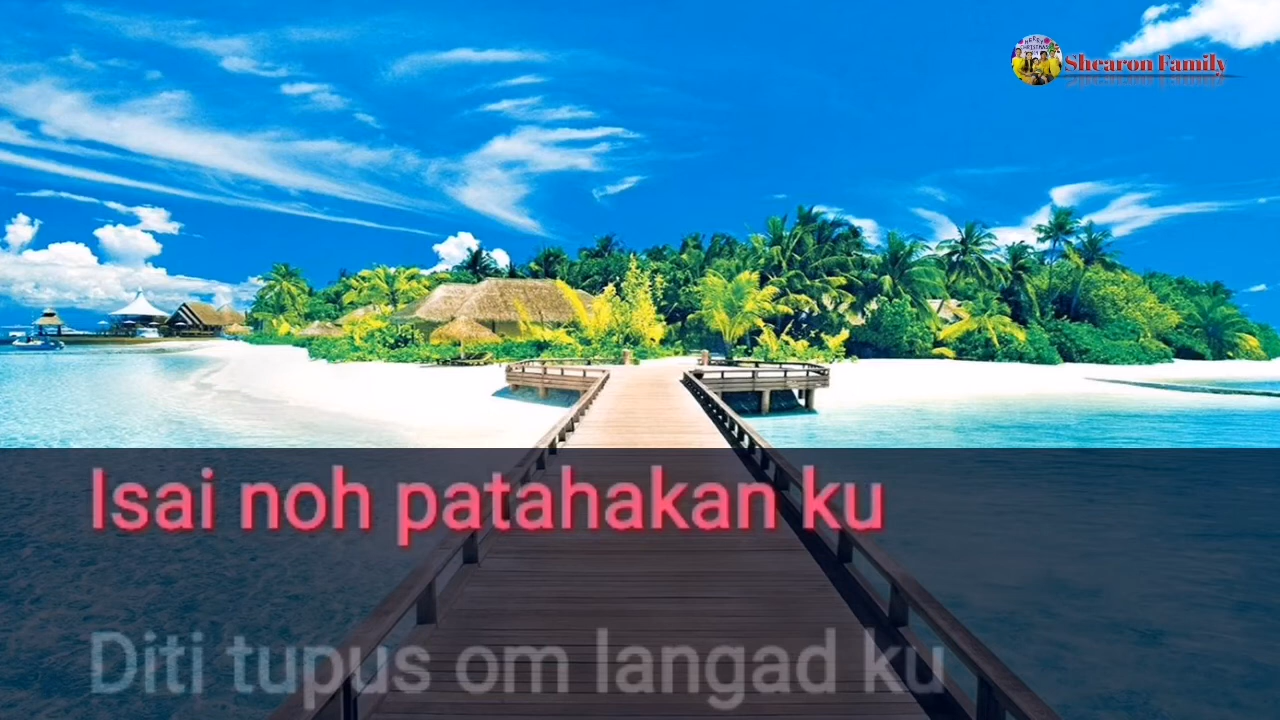 Shearon Family
Isai noh patahakan ku
Diti tupus om langad ku